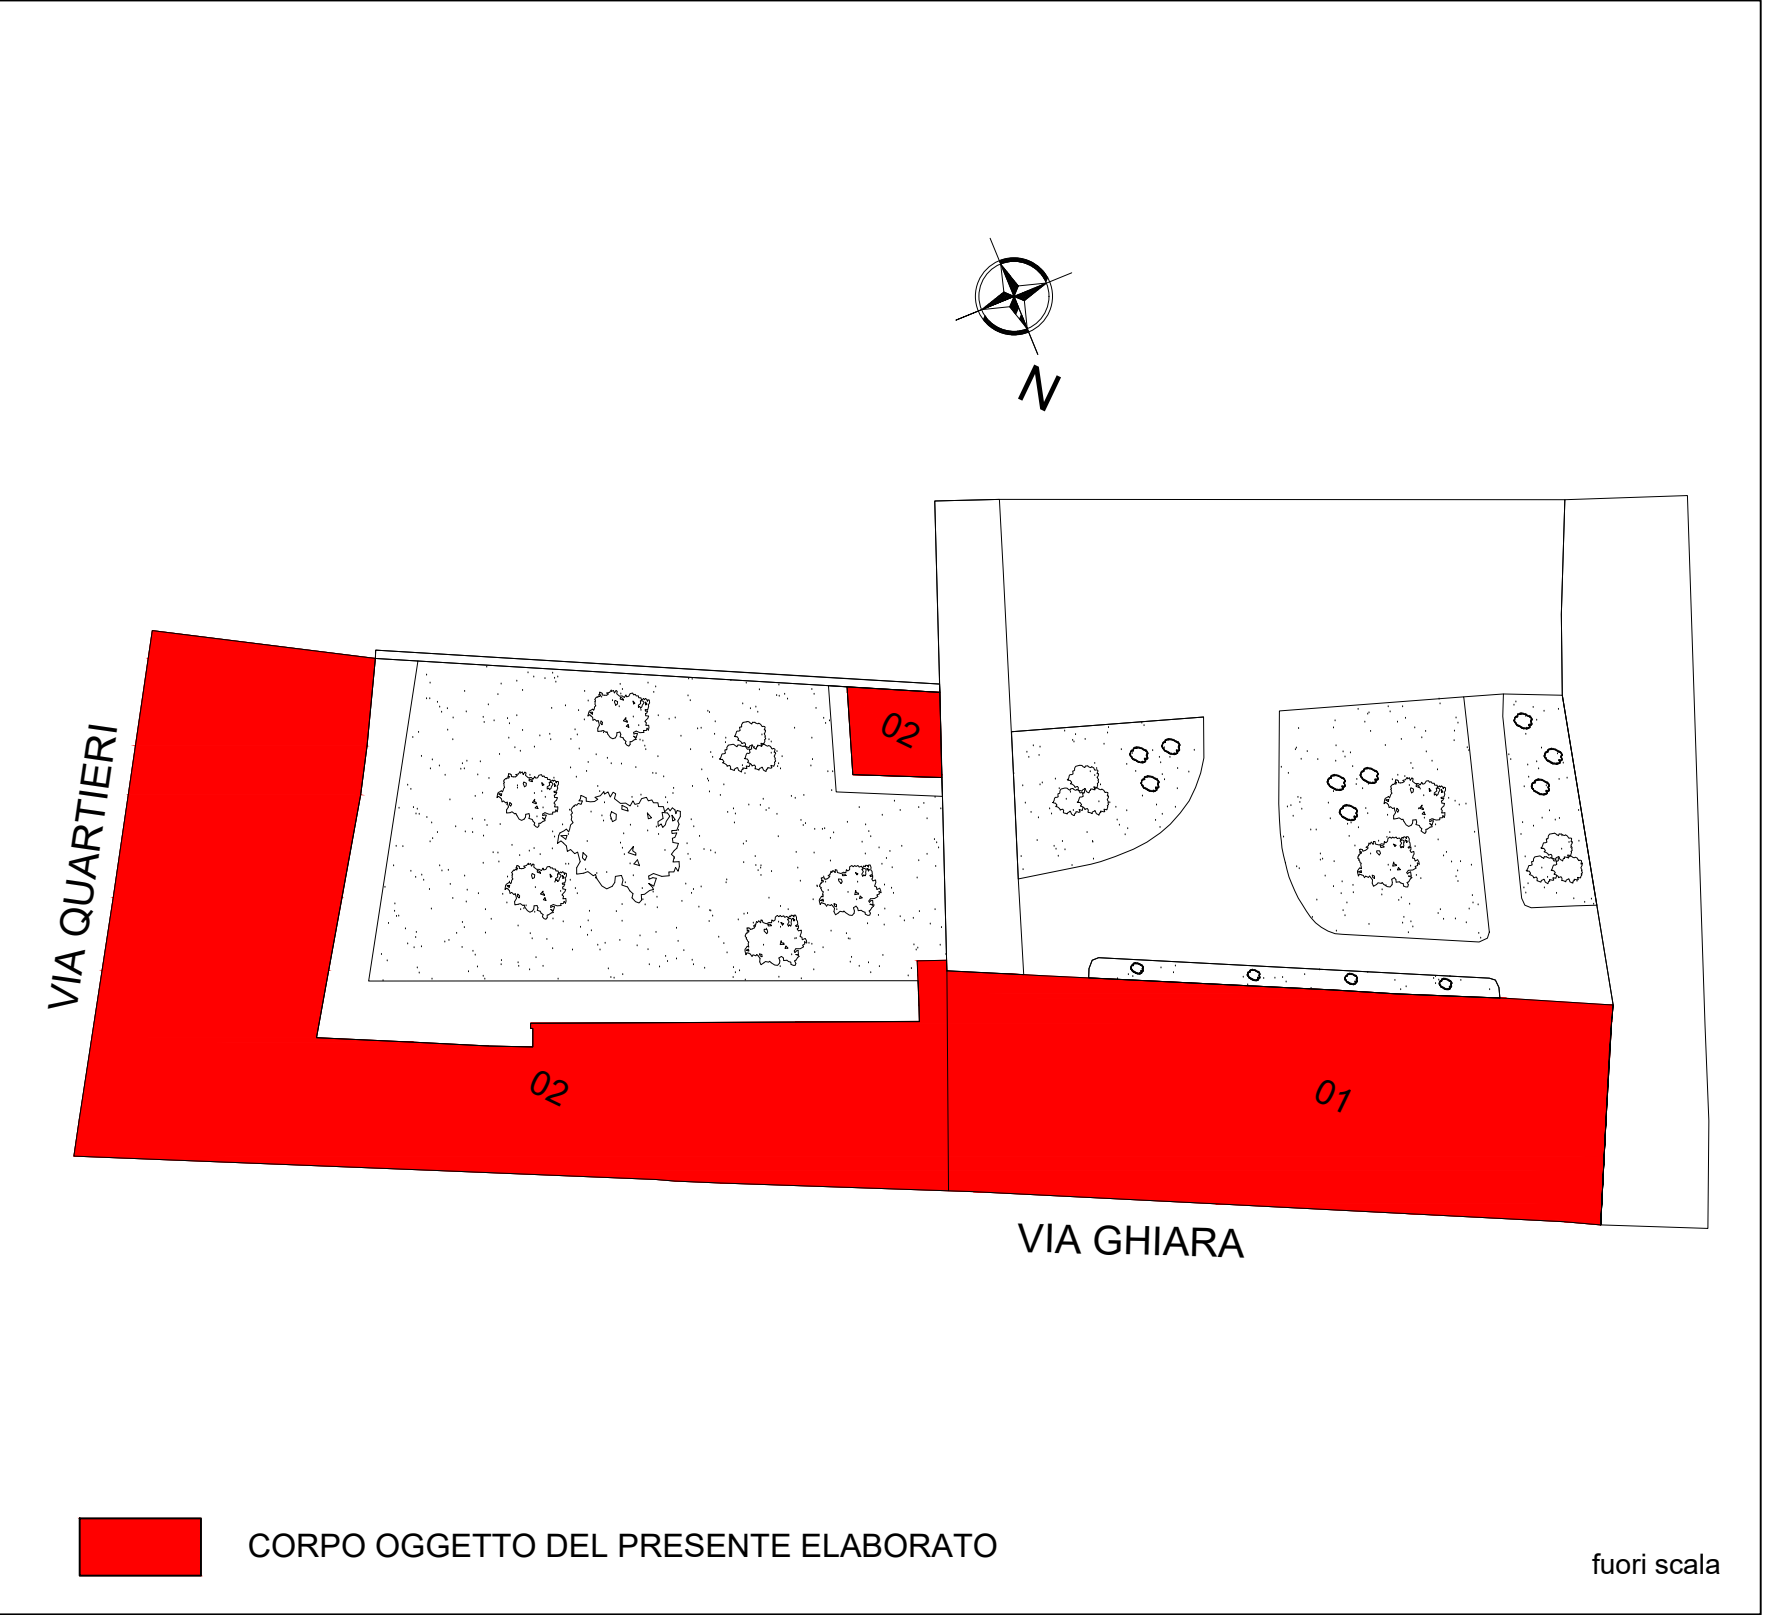 N
VIA QUARTIERI
02
02
01
VIA GHIARA
CORPO OGGETTO DEL PRESENTE ELABORATO
fuori scala